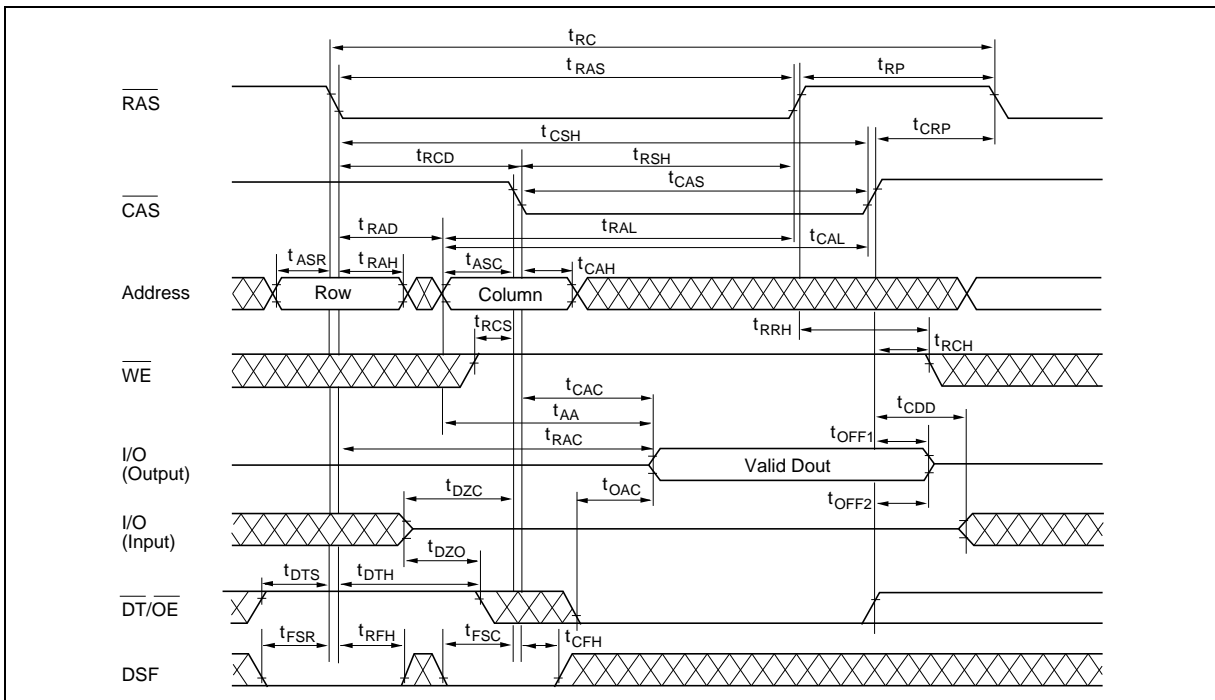 tRC
tRAS
tRP
RAS
tCSH
tCRP
tRCD
tRSH
CAS
tCAS
tRAD
tRAL
tCAL
tASR
tRAH
tASC
tCAH
Address
Row
Column
tRCS
tRRH
tRCH
WE
tCAC
tCDD
tAA
tRAC
tOFF1
I/O
(Output)
Valid Dout
tDZC
tOAC
tOFF2
I/O
(Input)
tDZO
tDTS
tDTH
DT/OE
tFSR
tRFH
tFSC
tCFH
DSF